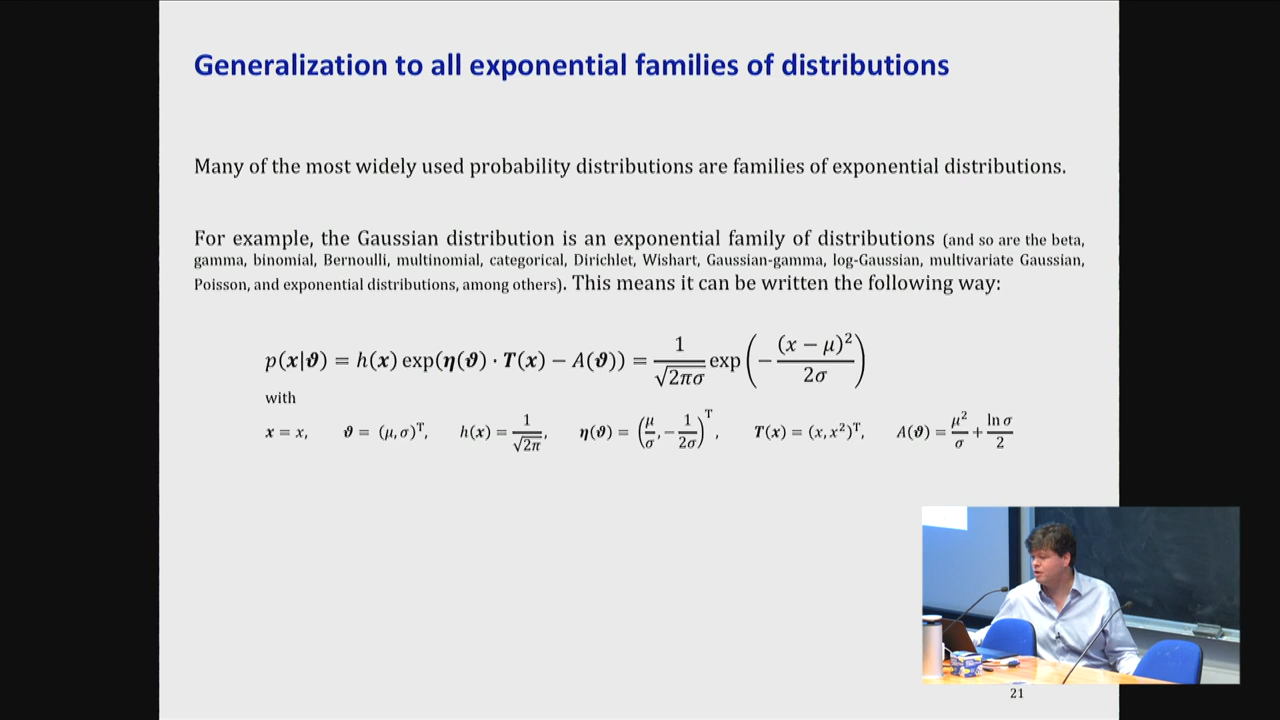 Generalization to all exponential families of distributions
Many of the most widely used probability distributions are families of exponential distributions.
For example, the Gaussian distribution is an exponential family of distributions (and so are the beta,
gamma, binomial, Bernoulli, multinomial, categorical, Dirichlet, Wishart, Gaussian-gamma, log-Gaussian, multivariate Gaussian,
Poisson, and exponential distributions, among others). This means it can be written the following way:
p(x|ϑ) = h(x) exp(η(ϑ) · T(x) − A(ϑ)) = 1/√(2πσ) exp(−(x − μ)²/2σ)
with
x = x, ϑ = (μ, σ)ᵀ, h(x) = 1/√(2π), η(ϑ) = (μ/σ, −1/2σ)ᵀ, T(x) = (x, x²)ᵀ, A(ϑ) = μ²/σ + ln σ/2
21